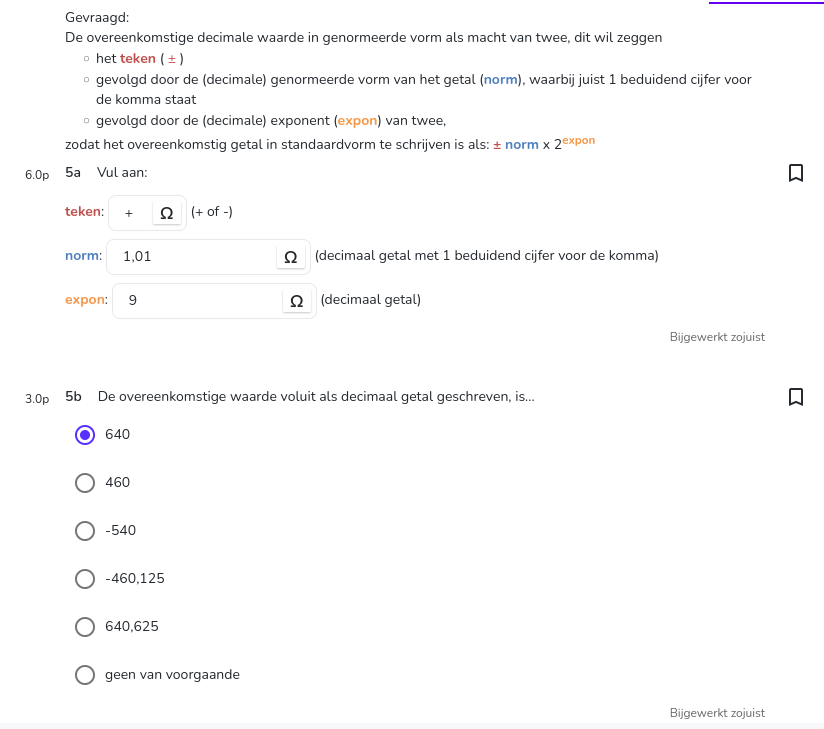 Gevraagd:
De overeenkomstige decimale waarde in genormeerde vorm als macht van twee, dit wil zeggen
het teken ( ± )
gevolgd door de (decimale) genormeerde vorm van het getal (norm), waarbij juist 1 beduidend cijfer voor
de komma staat
gevolgd door de (decimale) exponent (expon) van twee,
zodat het overeenkomstig getal in standaardvorm te schrijven is als: ± norm x 2^expon
6.0p 5a Vul aan:
teken: + Ω (+ of -)
norm: 1,01 Ω (decimaal getal met 1 beduidend cijfer voor de komma)
expon: 9 Ω (decimaal getal)
Bijgewerkt zojuist
3.0p 5b De overeenkomstige waarde voluit als decimaal getal geschreven, is...
640
460
-540
-460,125
640,625
geen van voorgaande
Bijgewerkt zojuist